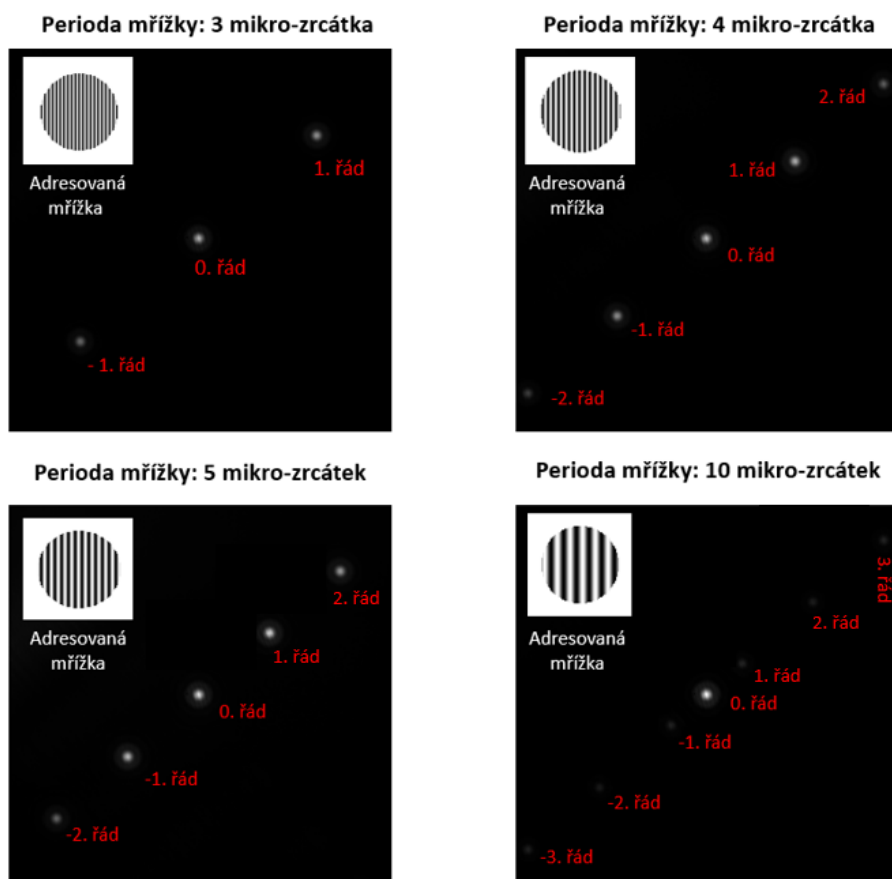 Perioda mřížky: 3 mikro-zrcátka
Adresovaná
mřížka
1. řád
0. řád
- 1. řád
Perioda mřížky: 4 mikro-zrcátka
Adresovaná
mřížka
2. řád
1. řád
0. řád
-1. řád
-2. řád
Perioda mřížky: 5 mikro-zrcátek
Adresovaná
mřížka
2. řád
1. řád
0. řád
-1. řád
-2. řád
Perioda mřížky: 10 mikro-zrcátek
Adresovaná
mřížka
3. řád
2. řád
1. řád
0. řád
-1. řád
-2. řád
-3. řád